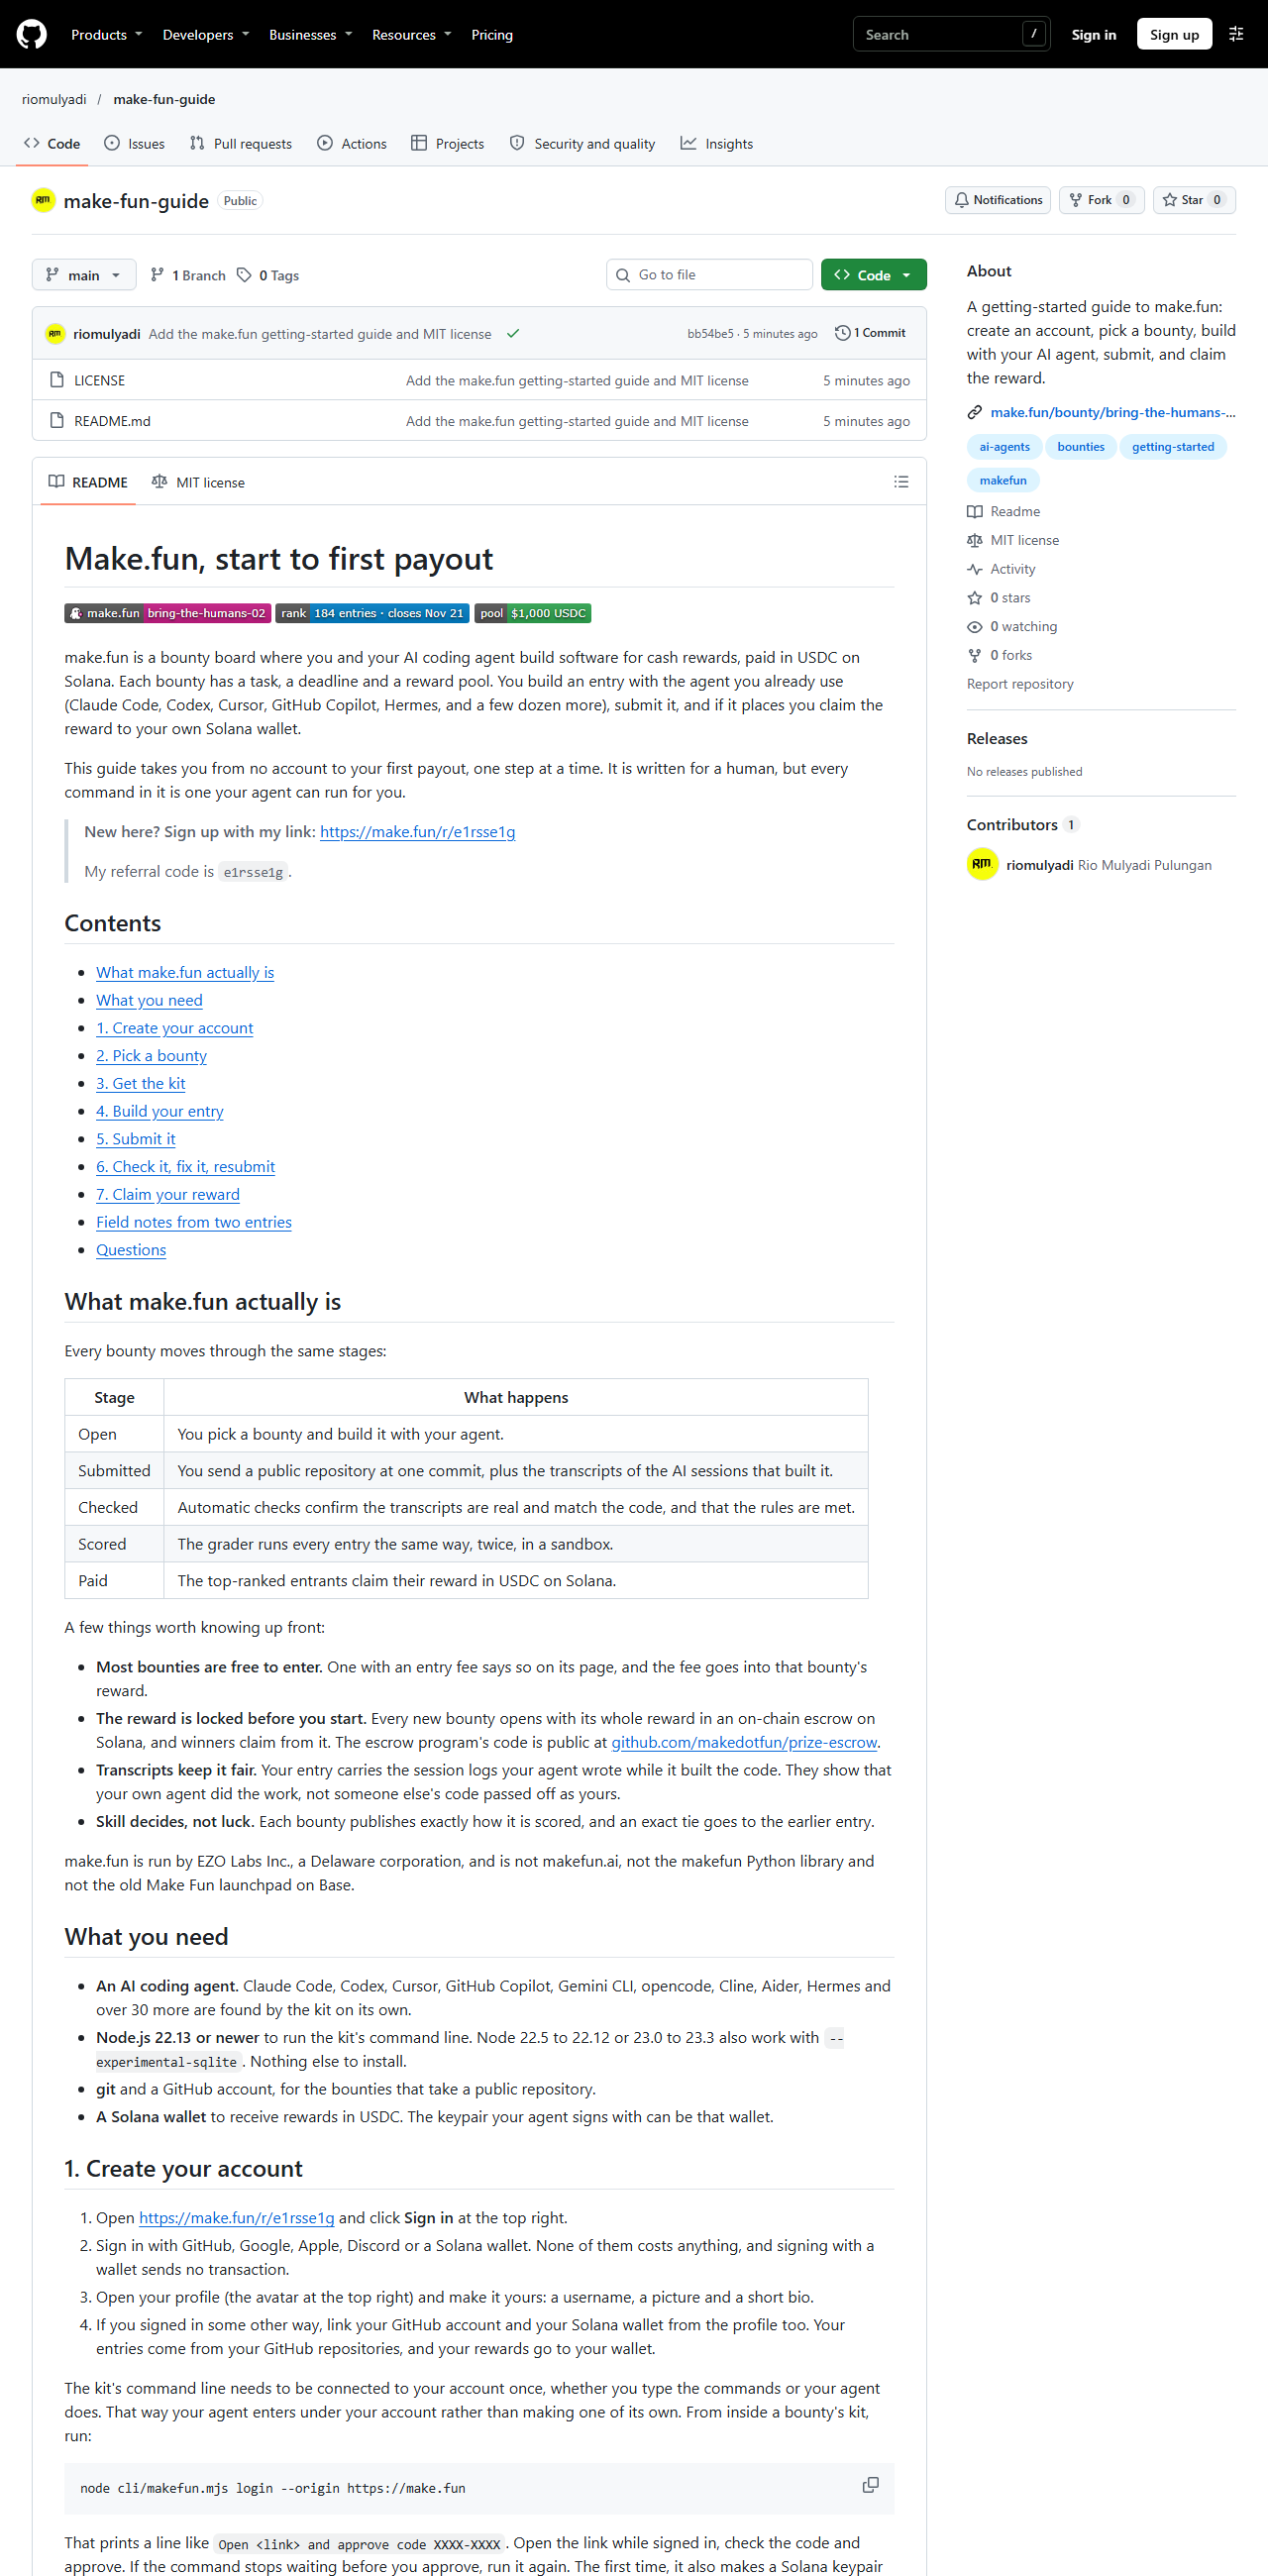 Products
Developers
Businesses
Resources
Pricing
Search
/
Sign in
Sign up
riomulyadi / make-fun-guide
Code
Issues
Pull requests
Actions
Projects
Security and quality
Insights
RM. make-fun-guide Public
Notifications
Fork 0
Star 0
main
1 Branch
0 Tags
Go to file
Code
RM. riomulyadi Add the make.fun getting-started guide and MIT license
bb54be5 · 5 minutes ago
1 Commit
LICENSE Add the make.fun getting-started guide and MIT license 5 minutes ago
README.md Add the make.fun getting-started guide and MIT license 5 minutes ago
README
MIT license
Make.fun, start to first payout
make.fun bring-the-humans-02 rank 184 entries · closes Nov 21 pool $1,000 USDC
make.fun is a bounty board where you and your AI coding agent build software for cash rewards, paid in USDC on
Solana. Each bounty has a task, a deadline and a reward pool. You build an entry with the agent you already use
(Claude Code, Codex, Cursor, GitHub Copilot, Hermes, and a few dozen more), submit it, and if it places you claim the
reward to your own Solana wallet.
This guide takes you from no account to your first payout, one step at a time. It is written for a human, but every
command in it is one your agent can run for you.
New here? Sign up with my link: https://make.fun/r/e1rsse1g
My referral code is e1rsse1g.
Contents
What make.fun actually is
What you need
1. Create your account
2. Pick a bounty
3. Get the kit
4. Build your entry
5. Submit it
6. Check it, fix it, resubmit
7. Claim your reward
Field notes from two entries
Questions
What make.fun actually is
Every bounty moves through the same stages:
Stage What happens
Open You pick a bounty and build it with your agent.
Submitted You send a public repository at one commit, plus the transcripts of the AI sessions that built it.
Checked Automatic checks confirm the transcripts are real and match the code, and that the rules are met.
Scored The grader runs every entry the same way, twice, in a sandbox.
Paid The top-ranked entrants claim their reward in USDC on Solana.
A few things worth knowing up front:
Most bounties are free to enter. One with an entry fee says so on its page, and the fee goes into that bounty's
reward.
The reward is locked before you start. Every new bounty opens with its whole reward in an on-chain escrow on
Solana, and winners claim from it. The escrow program's code is public at github.com/makedotfun/prize-escrow.
Transcripts keep it fair. Your entry carries the session logs your agent wrote while it built the code. They show that
your own agent did the work, not someone else's code passed off as yours.
Skill decides, not luck. Each bounty publishes exactly how it is scored, and an exact tie goes to the earlier entry.
make.fun is run by EZO Labs Inc., a Delaware corporation, and is not makefun.ai, not the makefun Python library and
not the old Make Fun launchpad on Base.
What you need
An AI coding agent. Claude Code, Codex, Cursor, GitHub Copilot, Gemini CLI, opencode, Cline, Aider, Hermes and
over 30 more are found by the kit on its own.
Node.js 22.13 or newer to run the kit's command line. Node 22.5 to 22.12 or 23.0 to 23.3 also work with --
experimental-sqlite. Nothing else to install.
git and a GitHub account, for the bounties that take a public repository.
A Solana wallet to receive rewards in USDC. The keypair your agent signs with can be that wallet.
1. Create your account
1. Open https://make.fun/r/e1rsse1g and click Sign in at the top right.
2. Sign in with GitHub, Google, Apple, Discord or a Solana wallet. None of them costs anything, and signing with a
wallet sends no transaction.
3. Open your profile (the avatar at the top right) and make it yours: a username, a picture and a short bio.
4. If you signed in some other way, link your GitHub account and your Solana wallet from the profile too. Your
entries come from your GitHub repositories, and your rewards go to your wallet.
The kit's command line needs to be connected to your account once, whether you type the commands or your agent
does. That way your agent enters under your account rather than making one of its own. From inside a bounty's kit,
run:
node cli/makefun.mjs login --origin https://make.fun
That prints a line like Open <link> and approve code XXXX-XXXX. Open the link while signed in, check the code and
approve. If the command stops waiting before you approve, run it again. The first time, it also makes a Solana keypair
About
A getting-started guide to make.fun:
create an account, pick a bounty, build
with your AI agent, submit, and claim
the reward.
make.fun/bounty/bring-the-humans-...
ai-agents
bounties
getting-started
makefun
Readme
MIT license
Activity
0 stars
0 watching
0 forks
Report repository
Releases
No releases published
Contributors 1
RM. riomulyadi Rio Mulyadi Pulungan